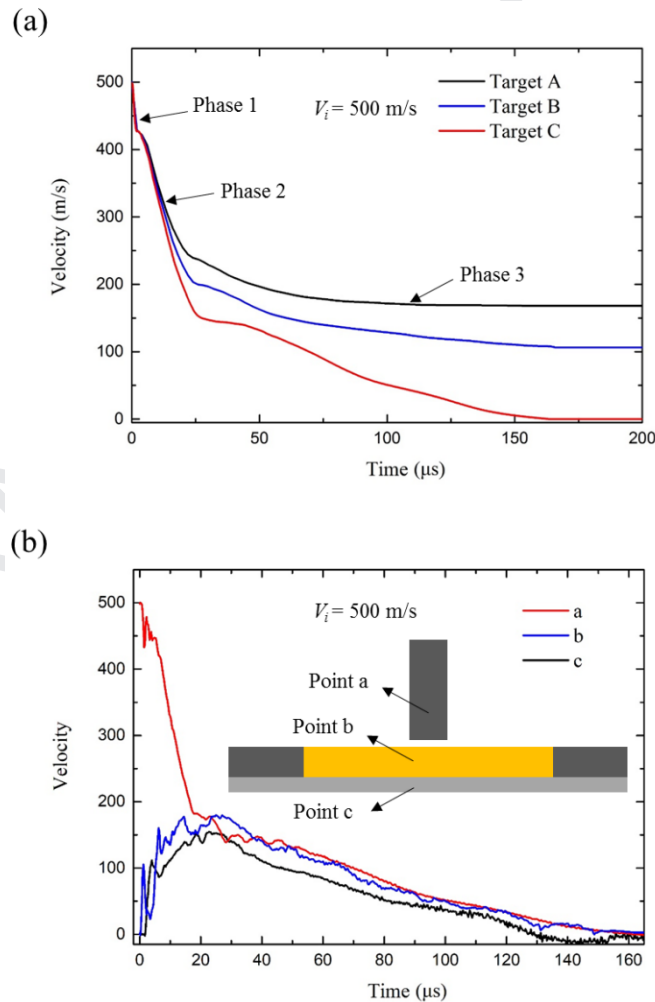 (a)
500
400
300
200
100
0
Velocity (m/s)
Phase 1
Vi = 500 m/s
Target A
Target B
Target C
Phase 2
Phase 3
0 50 100 150 200
Time (μs)
(b)
500
400
300
200
100
0
Velocity
Vi = 500 m/s
a
b
c
Point a
Point b
Point c
0 20 40 60 80 100 120 140 160
Time (μs)